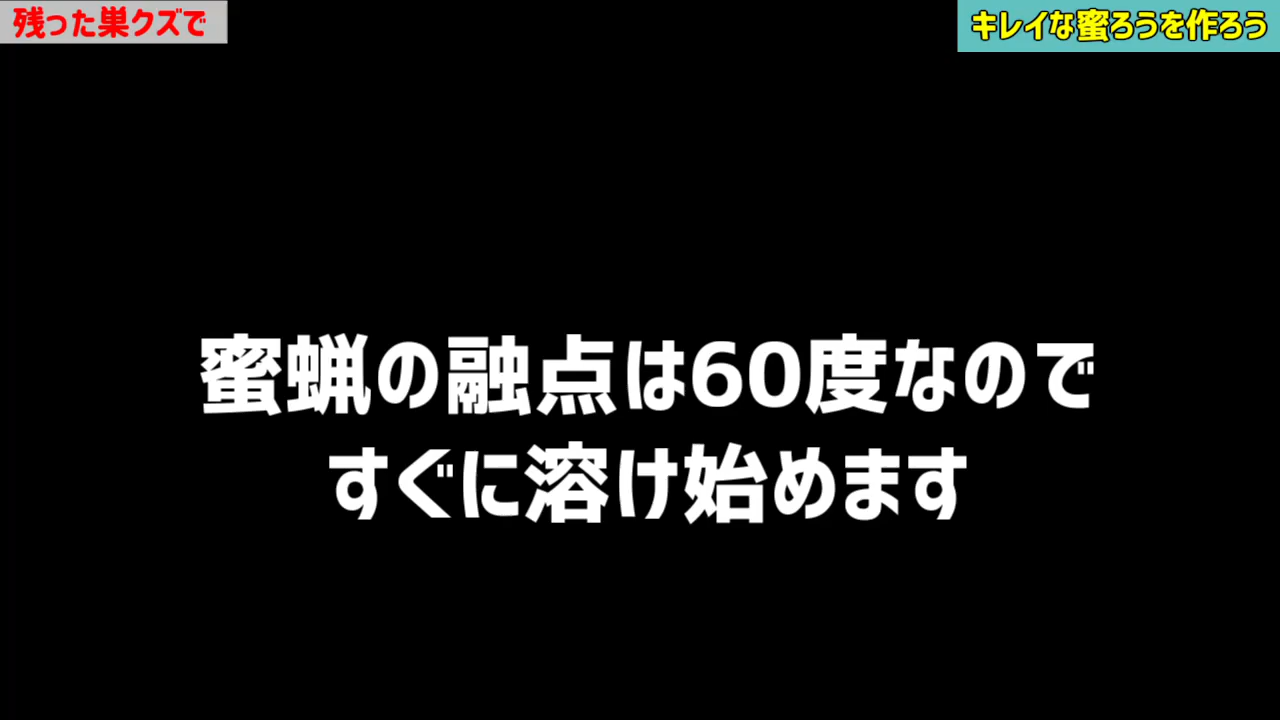 残った巣クズで
キレイな蜜ろうを作ろう
蜜蝋の融点は60度なので
すぐに溶け始めます